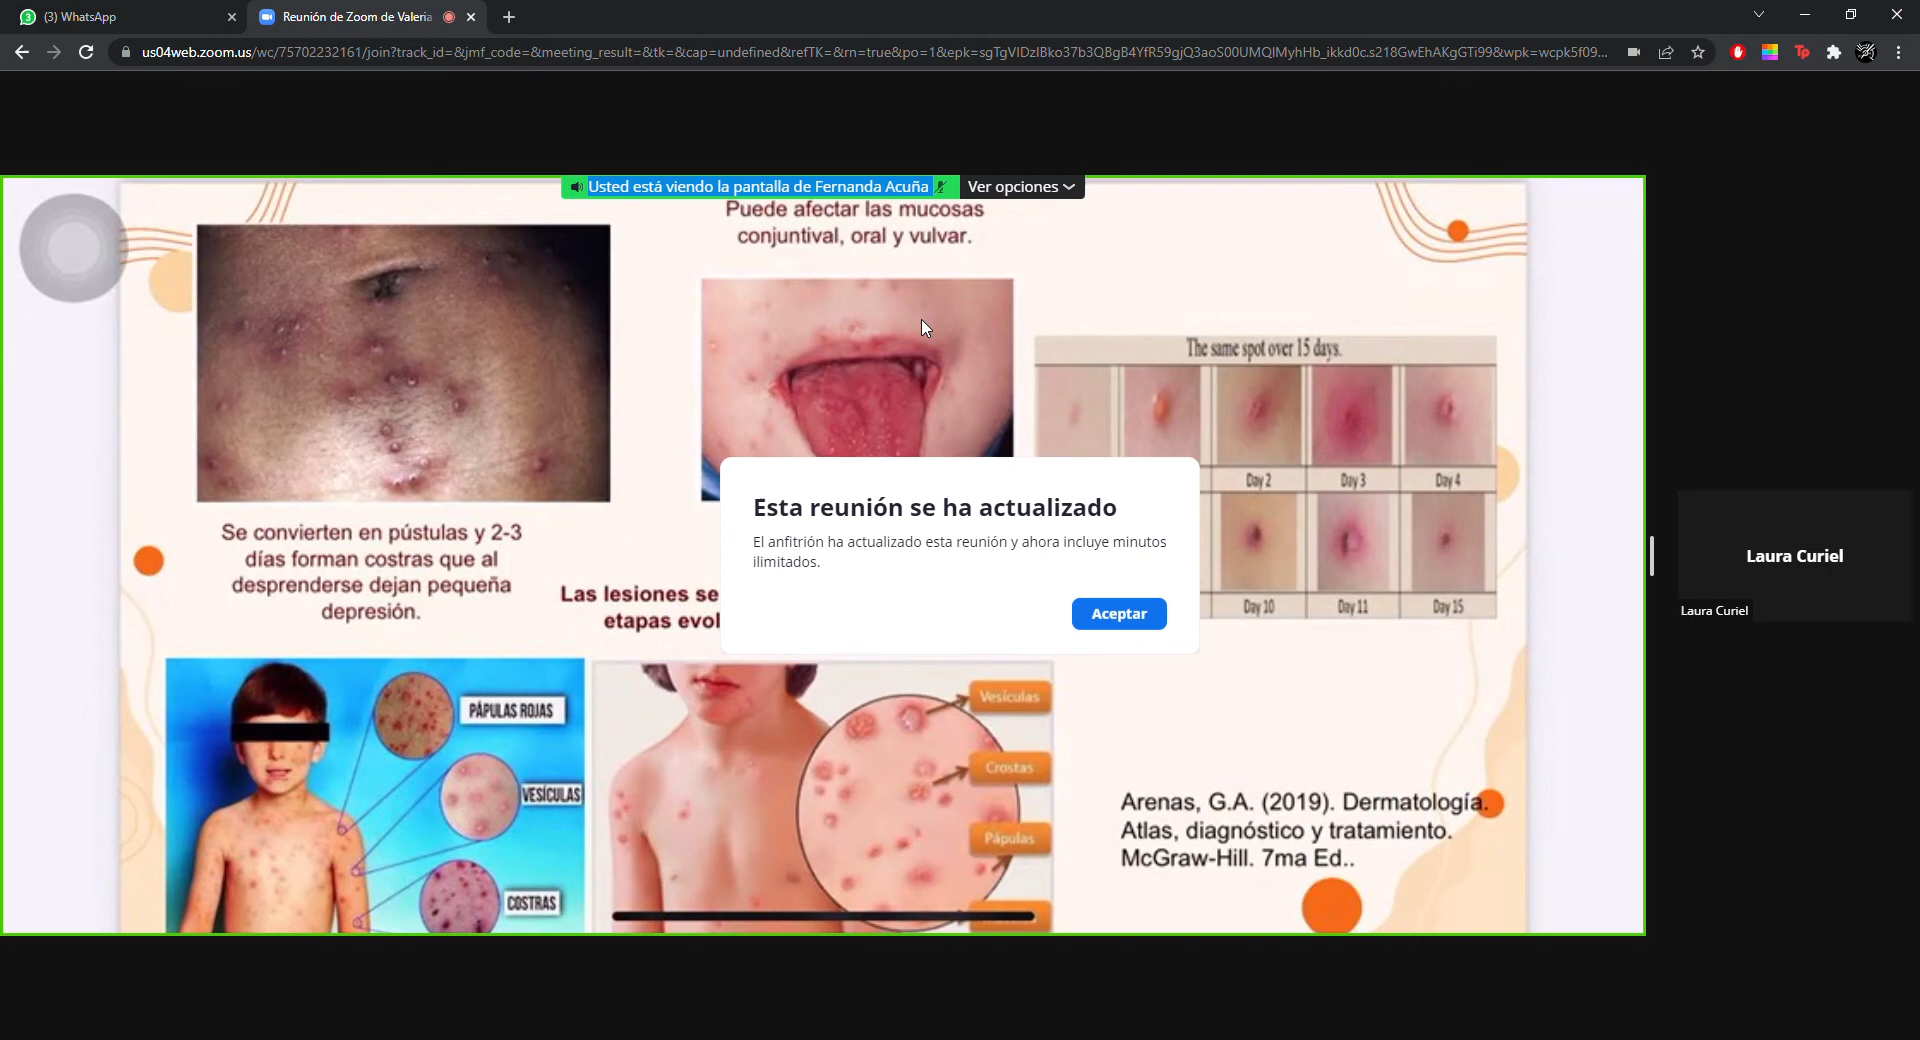 (3) WhatsApp
Reunión de Zoom de Valeria
us04web.zoom.us/wc/75702232161/join?track_id=&jmf_code=&meeting_result=&tk=&cap=undefined&refTK=&rn=true&po=1&epk=
Usted está viendo la pantalla de Fernanda Acuña
Ver opciones
Puede afectar las mucosas
conjuntival, oral y vulvar.
The same spot over 15 days.
Day 2
Day 3
Day 4
Day 10
Day 11
Day 15
Se convierten en pústulas y 2-3
días forman costras que al
desprenderse dejan pequeña
depresión.
Las lesiones se
etapas evol
Esta reunión se ha actualizado
El anfitrión ha actualizado esta reunión y ahora incluye minutos
ilimitados.
Aceptar
Laura Curiel
Laura Curiel
PÁPULAS ROJAS
VESÍCULAS
COSTRAS
Vesículas
Crostas
Pápulas
Arenas, G.A. (2019). Dermatología.
Atlas, diagnóstico y tratamiento.
McGraw-Hill. 7ma Ed..